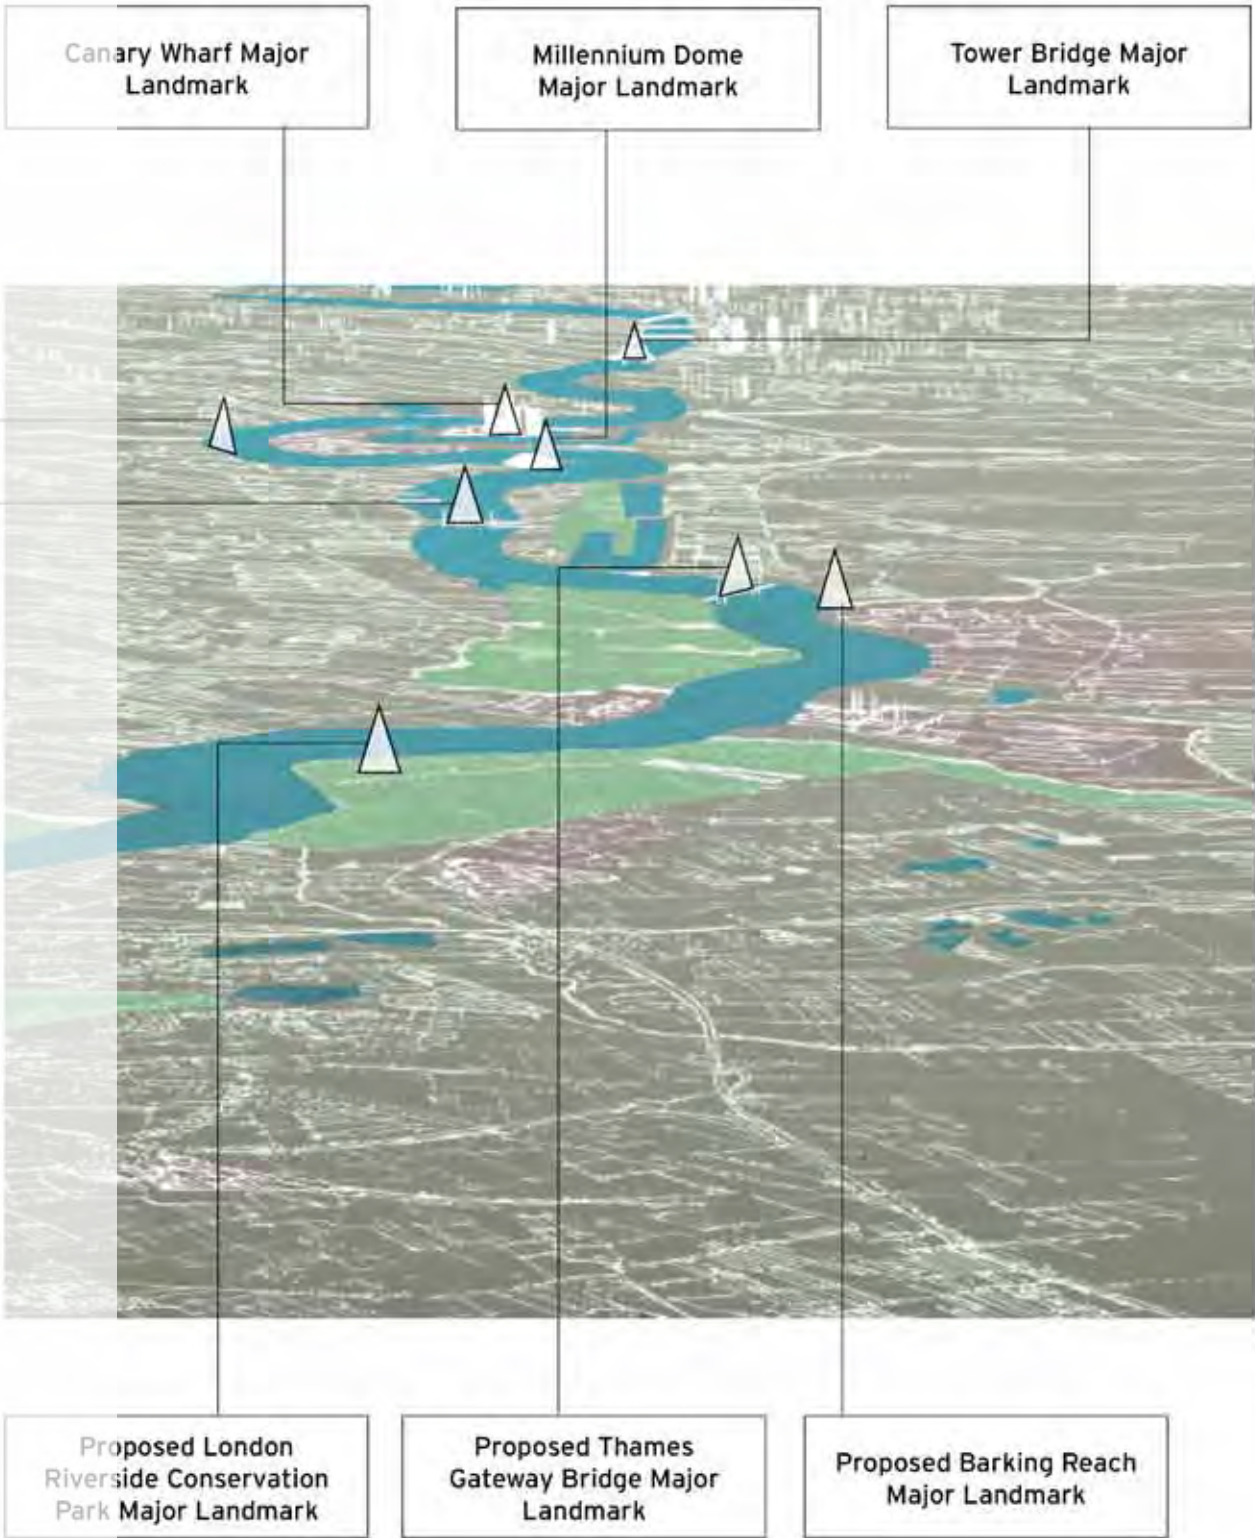 Canary Wharf Major
Landmark
Millennium Dome
Major Landmark
Tower Bridge Major
Landmark
Proposed London
Riverside Conservation
Park Major Landmark
Proposed Thames
Gateway Bridge Major
Landmark
Proposed Barking Reach
Major Landmark